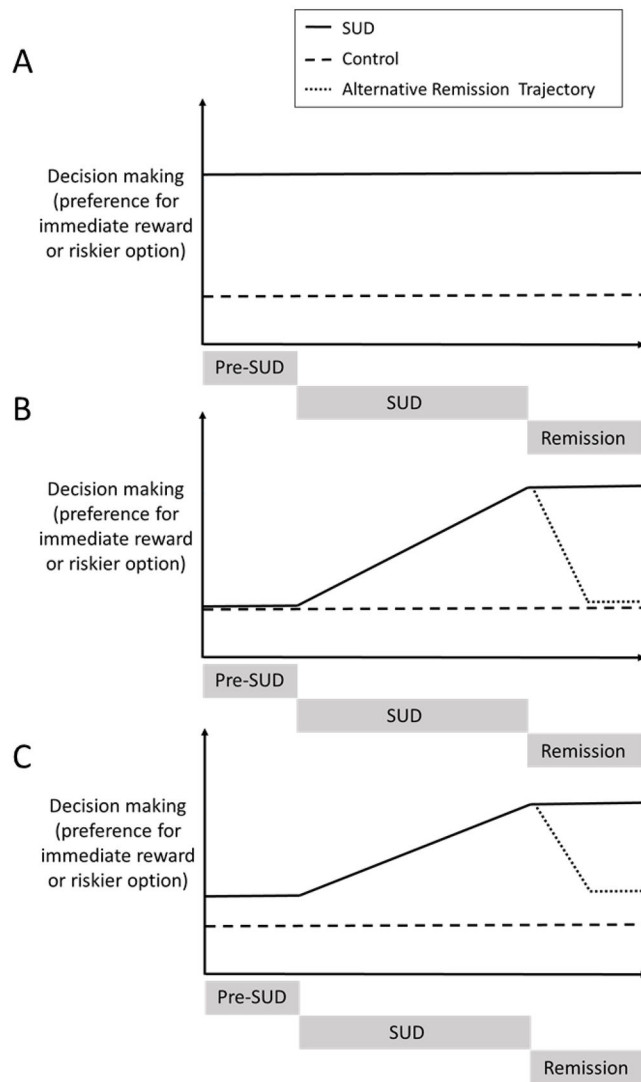 SUD
Control
Alternative Remission Trajectory
A
Decision making
(preference for
immediate reward
or riskier option)
Pre-SUD
SUD
Remission
B
Decision making
(preference for
immediate reward
or riskier option)
Pre-SUD
SUD
Remission
C
Decision making
(preference for
immediate reward
or riskier option)
Pre-SUD
SUD
Remission